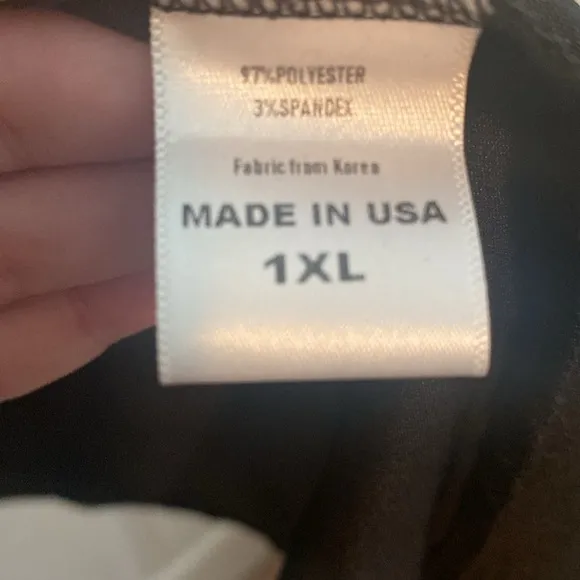 97%POLYESTER
3%SPANDEX
Fabric from Korea
MADE IN USA
1XL